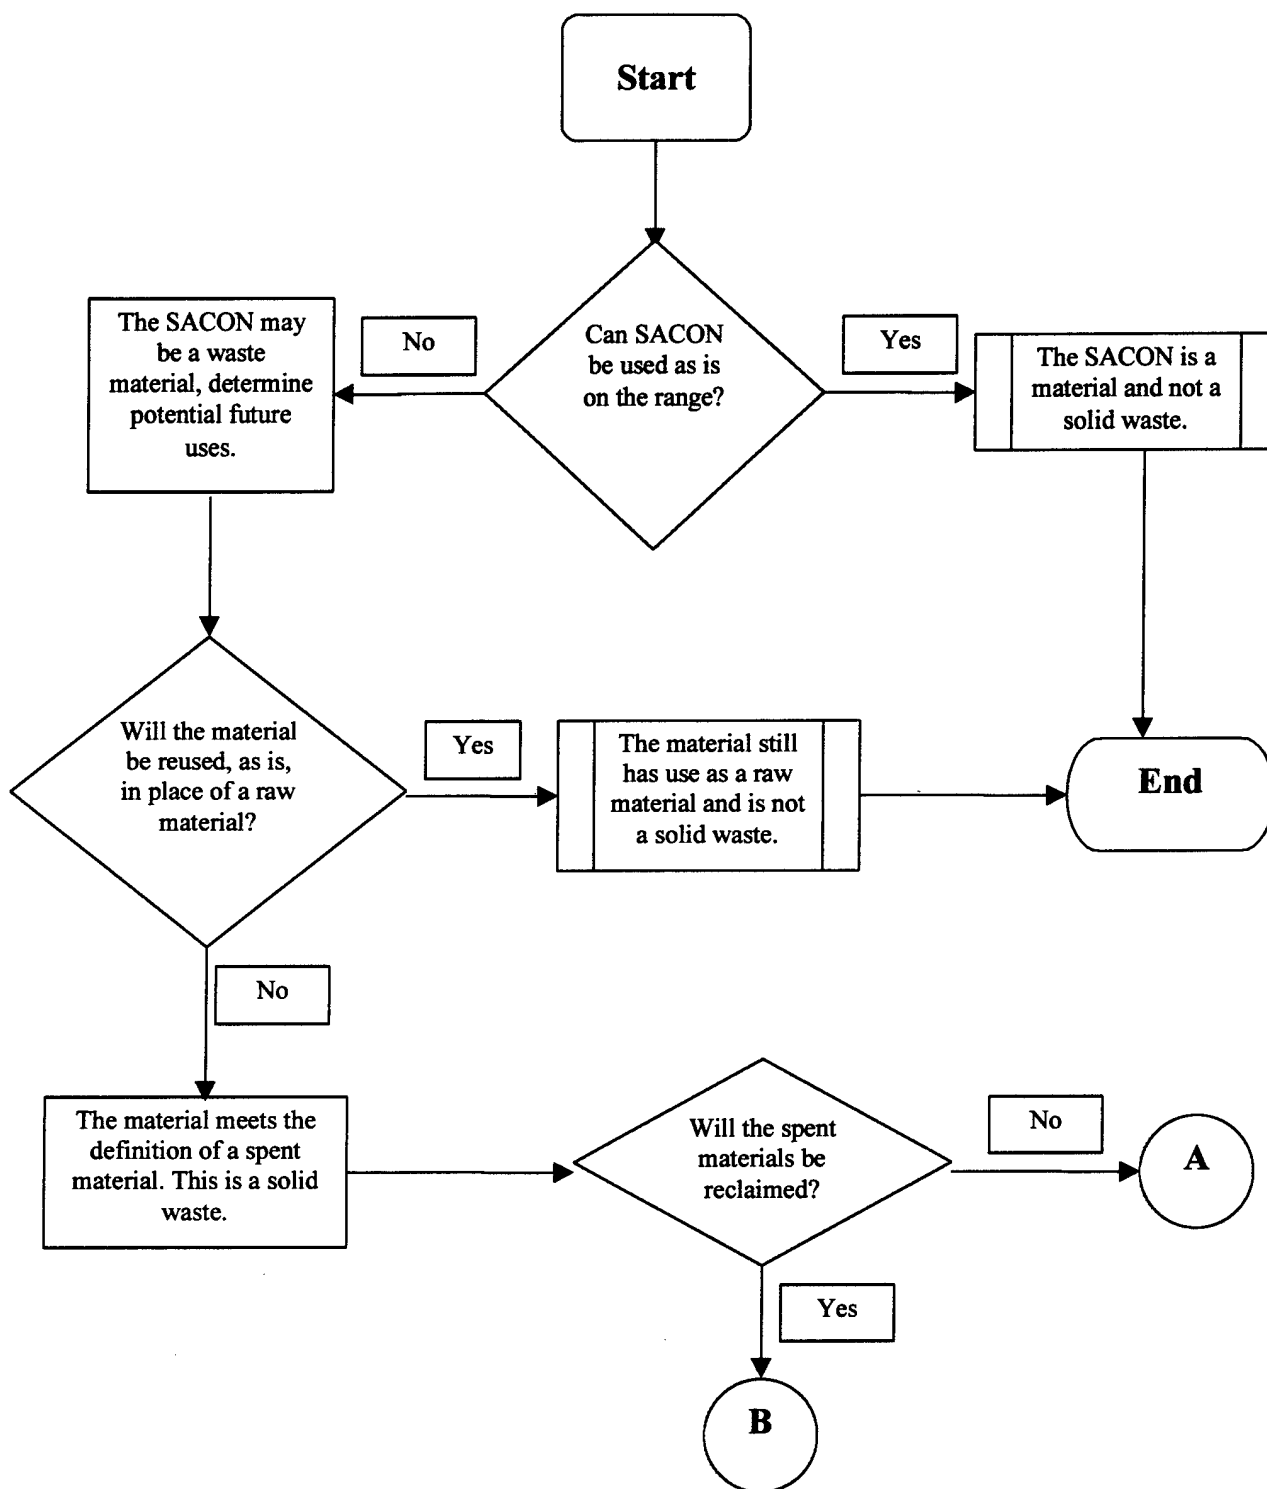 Start
Can SACON
be used as is
on the range?
No
Yes
The SACON may
be a waste
material, determine
potential future
uses.
The SACON is a
material and not a
solid waste.
Will the material
be reused, as is,
in place of a raw
material?
Yes
The material still
has use as a raw
material and is not
a solid waste.
End
No
The material meets the
definition of a spent
material. This is a solid
waste.
Will the spent
materials be
reclaimed?
No
A
Yes
B